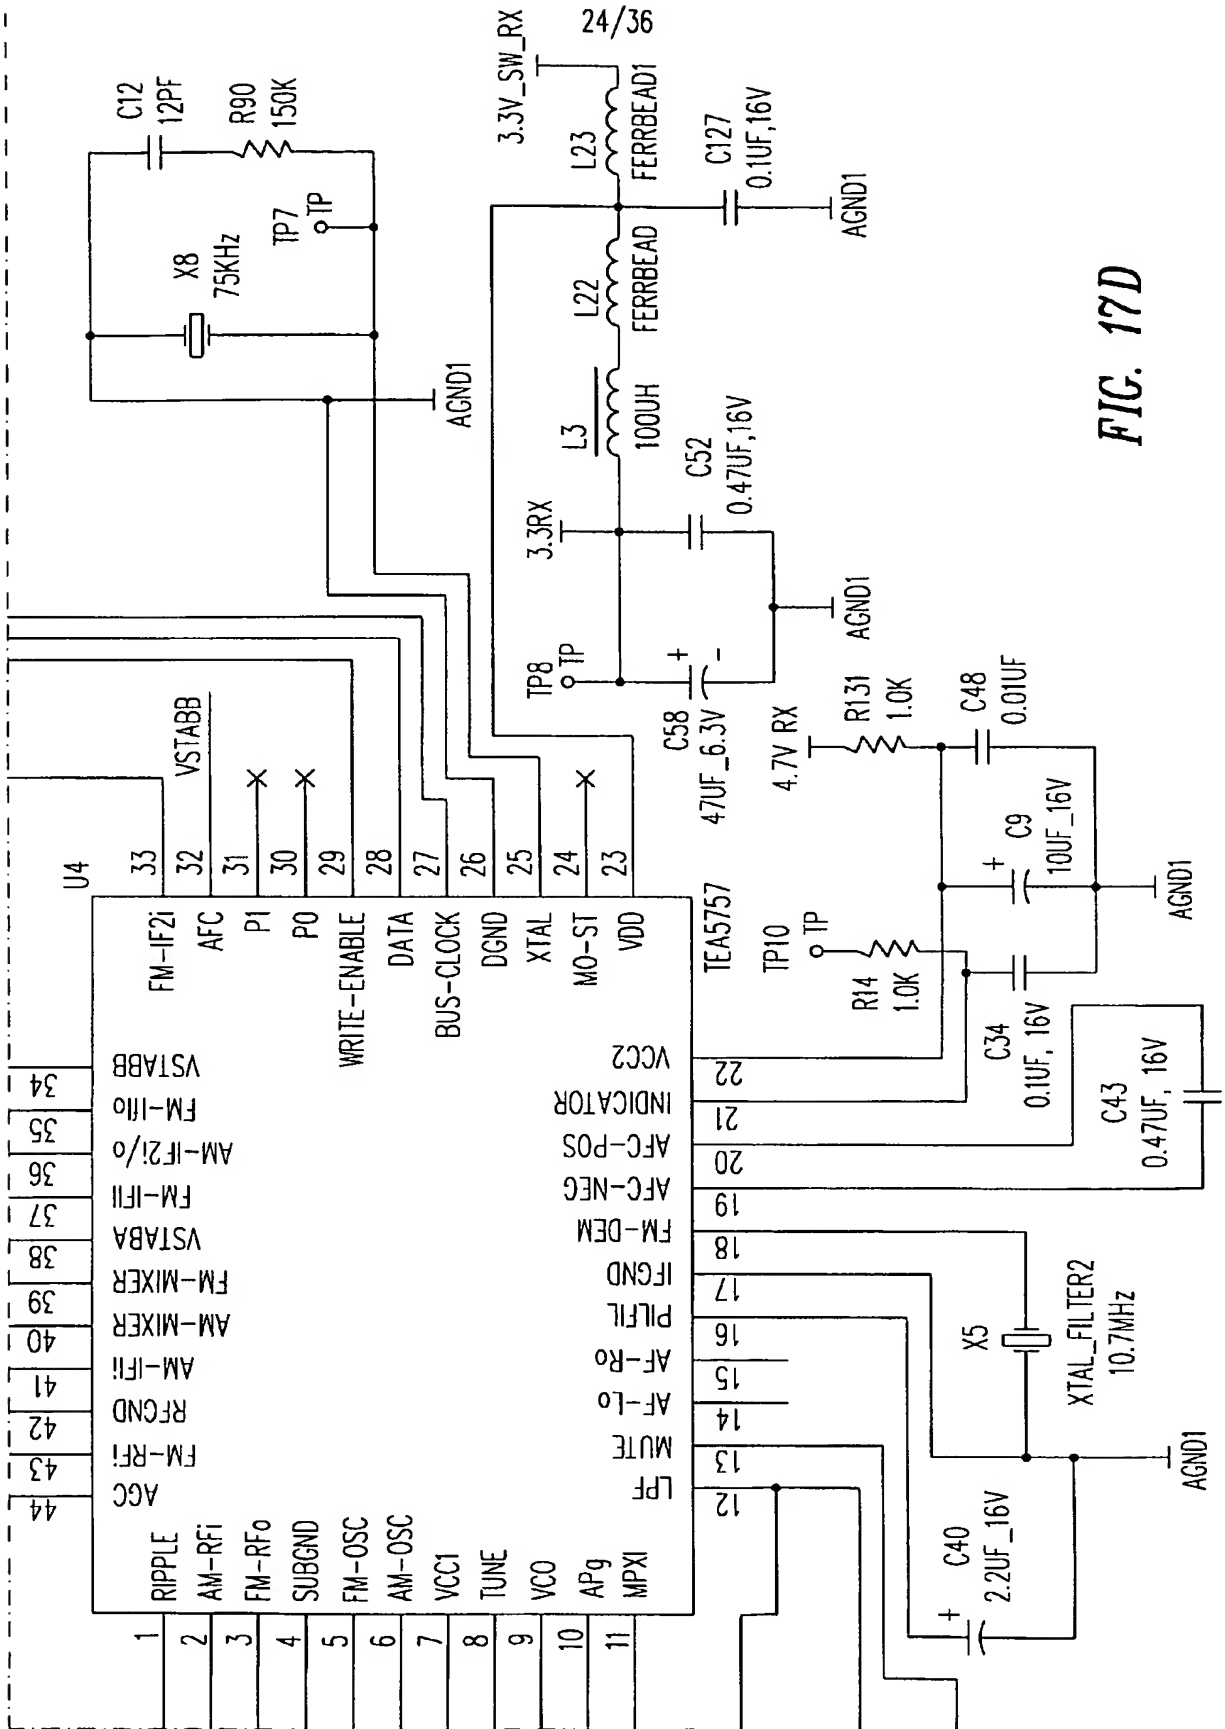 24/36
C12
12PF
R90
150K
X8
75KHz
TP7
TP
AGND1
3.3V_SW_RX
L23
FERRBEAD1
C127
0.1UF,16V
AGND1
L22
FERRBEAD
L3
100UH
3.3RX
C52
0.47UF,16V
TP8
TP
C58
47UF_6.3V
+
-
AGND1
U4
TEA5757
FM-IF2i
33
AFC
32
VSTABB
P1
31
P0
30
WRITE-ENABLE
29
DATA
28
BUS-CLOCK
27
DGND
26
XTAL
25
MO-ST
24
VDD
23
34
VSTABB
35
FM-IFIo
36
AM-IF2i/o
37
FM-IFII
38
VSTABA
39
FM-MIXER
40
AM-MIXER
41
AM-IFIi
42
RFGND
43
FM-RFi
44
AGC
1
RIPPLE
2
AM-RFi
3
FM-RFo
4
SUBGND
5
FM-OSC
6
AM-OSC
7
VCC1
8
TUNE
9
VCO
10
APg
11
MPXI
VCC2
22
INDICATOR
21
AFC-POS
20
AFC-NEG
19
FM-DEM
18
IFGND
17
PILFIL
16
AF-Ro
15
AF-Lo
14
MUTE
13
LPF
12
4.7V RX
R131
1.0K
C48
0.01UF
+
C9
10UF_16V
AGND1
TP10
TP
R14
1.0K
C34
0.1UF, 16V
C43
0.47UF, 16V
X5
XTAL_FILTER2
10.7MHz
AGND1
+
C40
2.2UF_16V
FIG. 17D